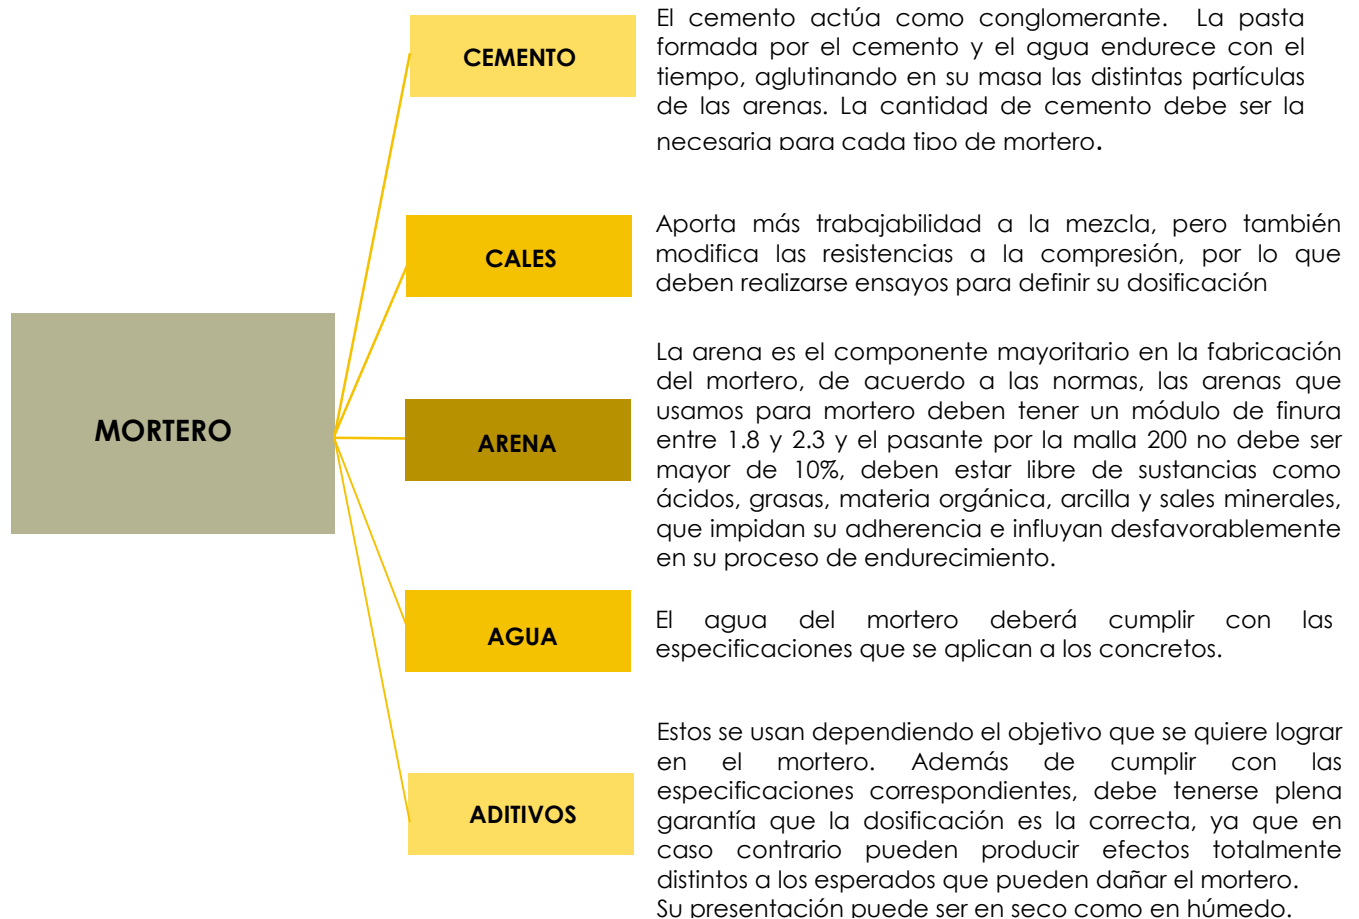 CEMENTO
El cemento actúa como conglomerante. La pasta
formada por el cemento y el agua endurece con el
tiempo, aglutinando en su masa las distintas partículas
de las arenas. La cantidad de cemento debe ser la
necesaria para cada tipo de mortero.
CALES
Aporta más trabajabilidad a la mezcla, pero también
modifica las resistencias a la compresión, por lo que
deben realizarse ensayos para definir su dosificación
MORTERO
ARENA
La arena es el componente mayoritario en la fabricación
del mortero, de acuerdo a las normas, las arenas que
usamos para mortero deben tener un módulo de finura
entre 1.8 y 2.3 y el pasante por la malla 200 no debe ser
mayor de 10%, deben estar libre de sustancias como
ácidos, grasas, materia orgánica, arcilla y sales minerales,
que impidan su adherencia e influyan desfavorablemente
en su proceso de endurecimiento.
AGUA
El agua del mortero deberá cumplir con las
especificaciones que se aplican a los concretos.
ADITIVOS
Estos se usan dependiendo el objetivo que se quiere lograr
en el mortero. Además de cumplir con las
especificaciones correspondientes, debe tenerse plena
garantía que la dosificación es la correcta, ya que en
caso contrario pueden producir efectos totalmente
distintos a los esperados que pueden dañar el mortero.
Su presentación puede ser en seco como en húmedo.